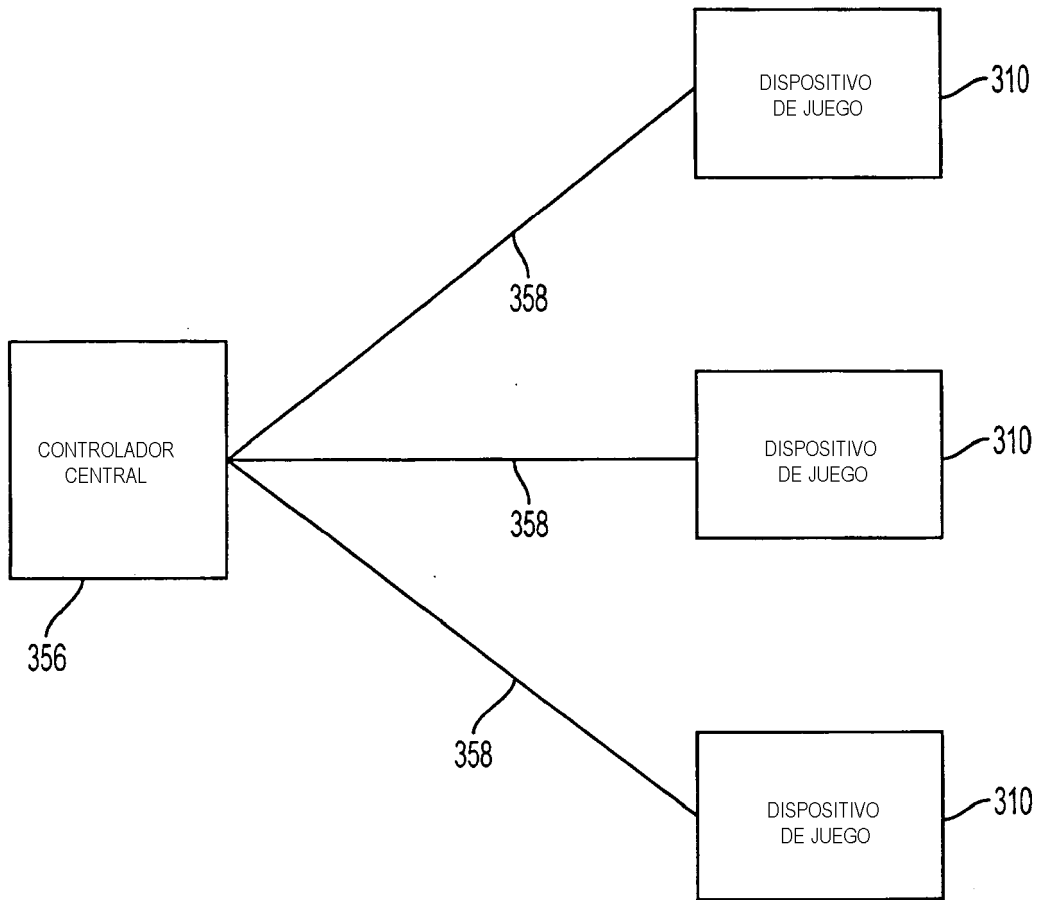 DISPOSITIVO
DE JUEGO
310
358
CONTROLADOR
CENTRAL
356
DISPOSITIVO
DE JUEGO
310
358
358
DISPOSITIVO
DE JUEGO
310